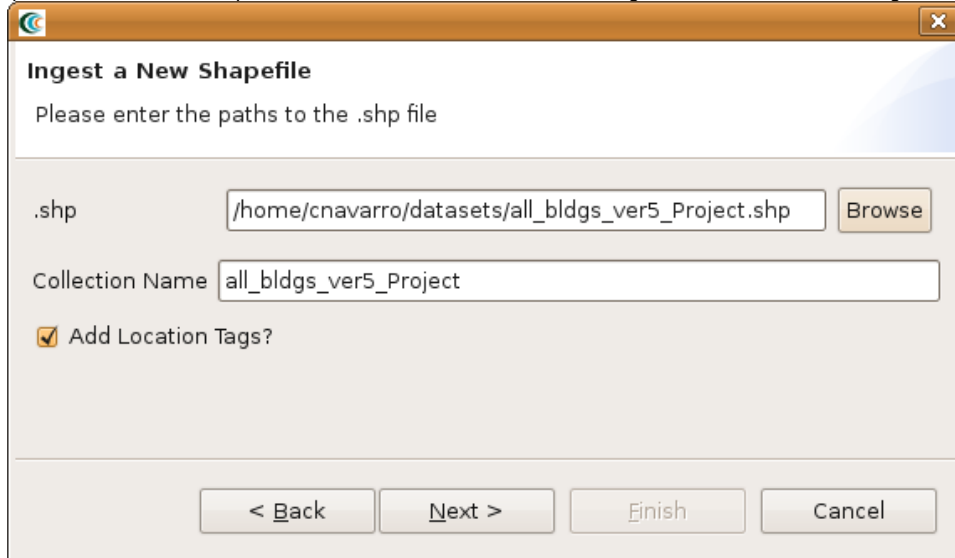 Ingest a New Shapefile
Please enter the paths to the .shp file
.shp /home/cnavarro/datasets/all_bldgs_ver5_Project.shp Browse
Collection Name all_bldgs_ver5_Project
Add Location Tags?
< Back Next > Finish Cancel